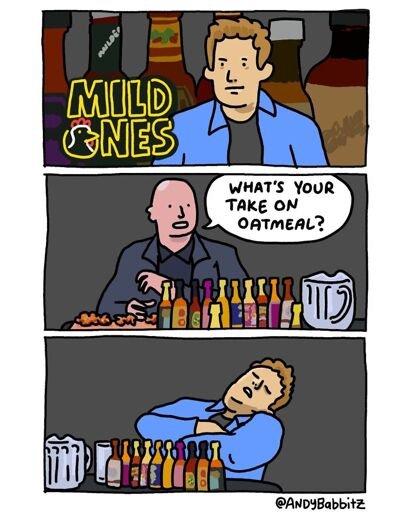 MILD
ONES
WHAT'S YOUR
TAKE ON
OATMEAL?
@ANDYBabbitz